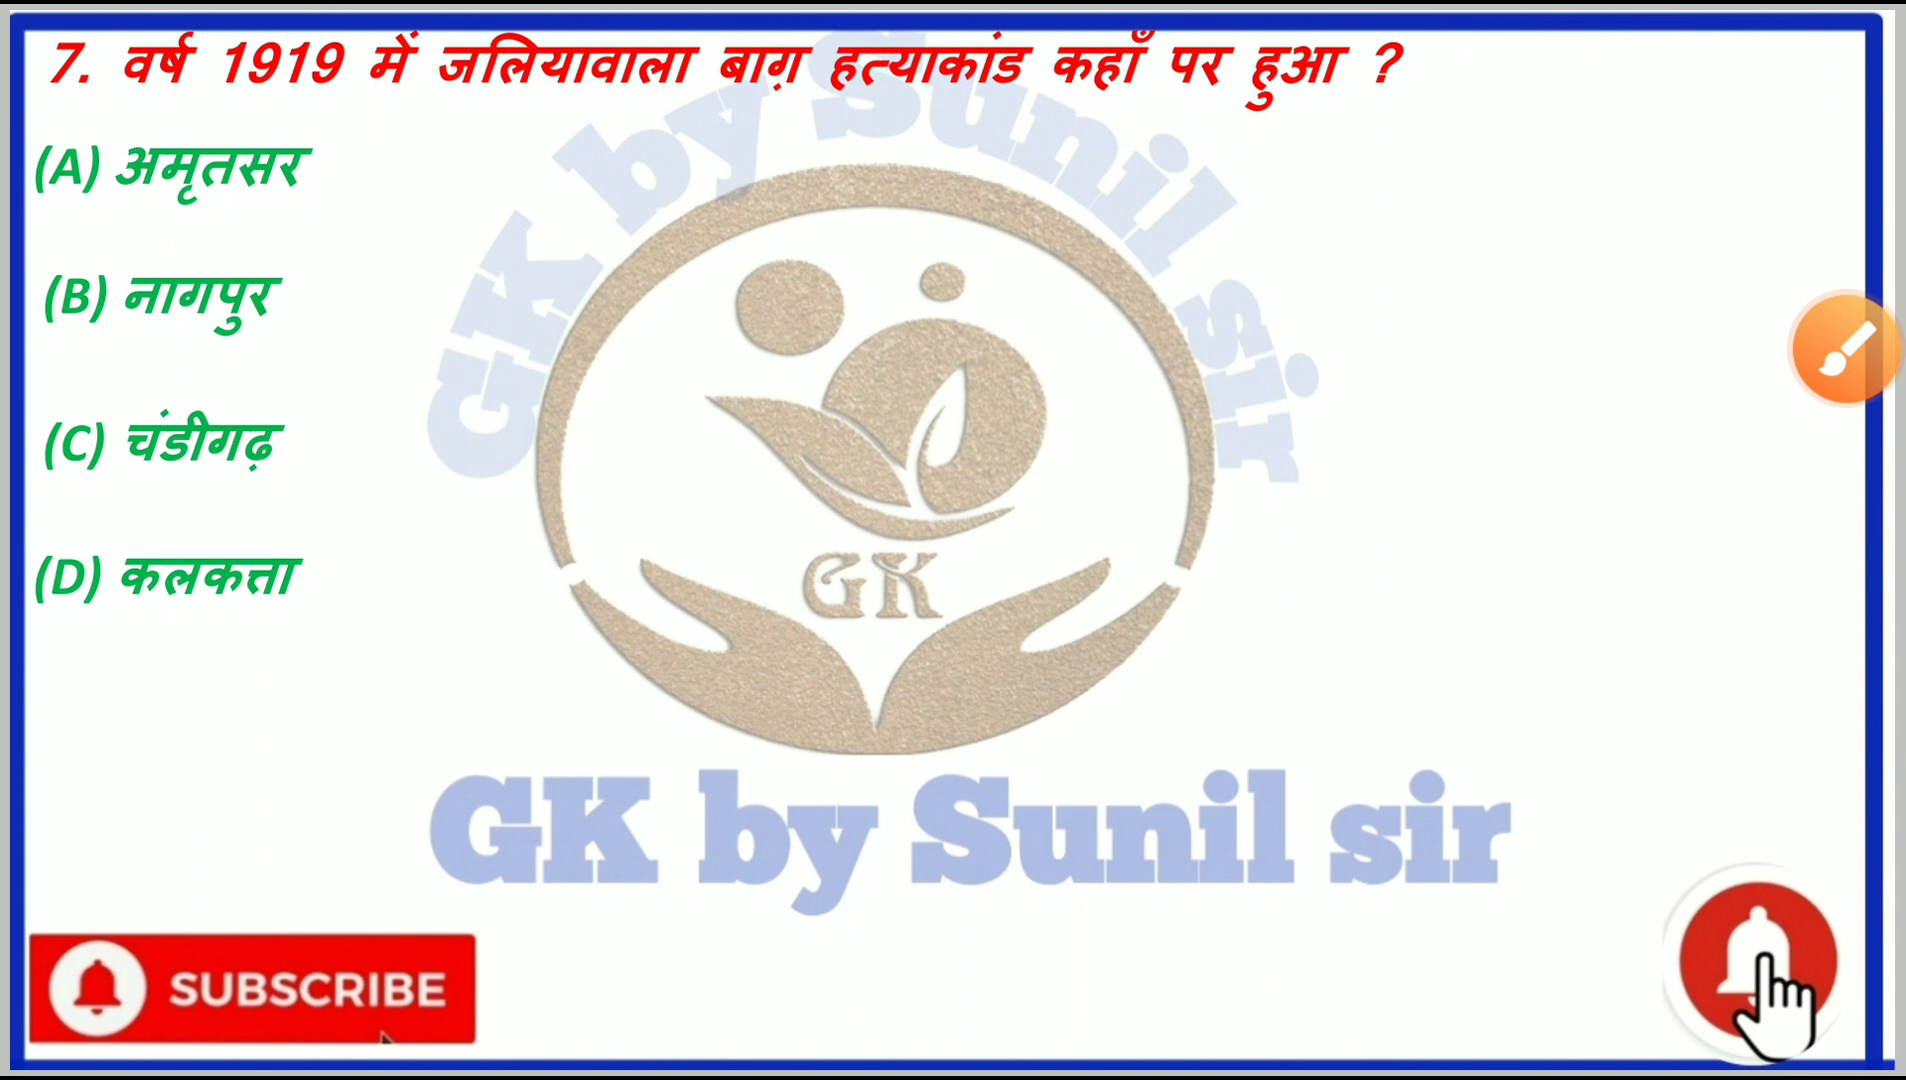 7. वर्ष 1919 में जलियावाला बाग़ हत्याकांड कहाँ पर हुआ ?
(A) अमृतसर
(B) नागपुर
(C) चंडीगढ़
(D) कलकत्ता
GK by Sunil sir
GK
GK by Sunil sir
SUBSCRIBE